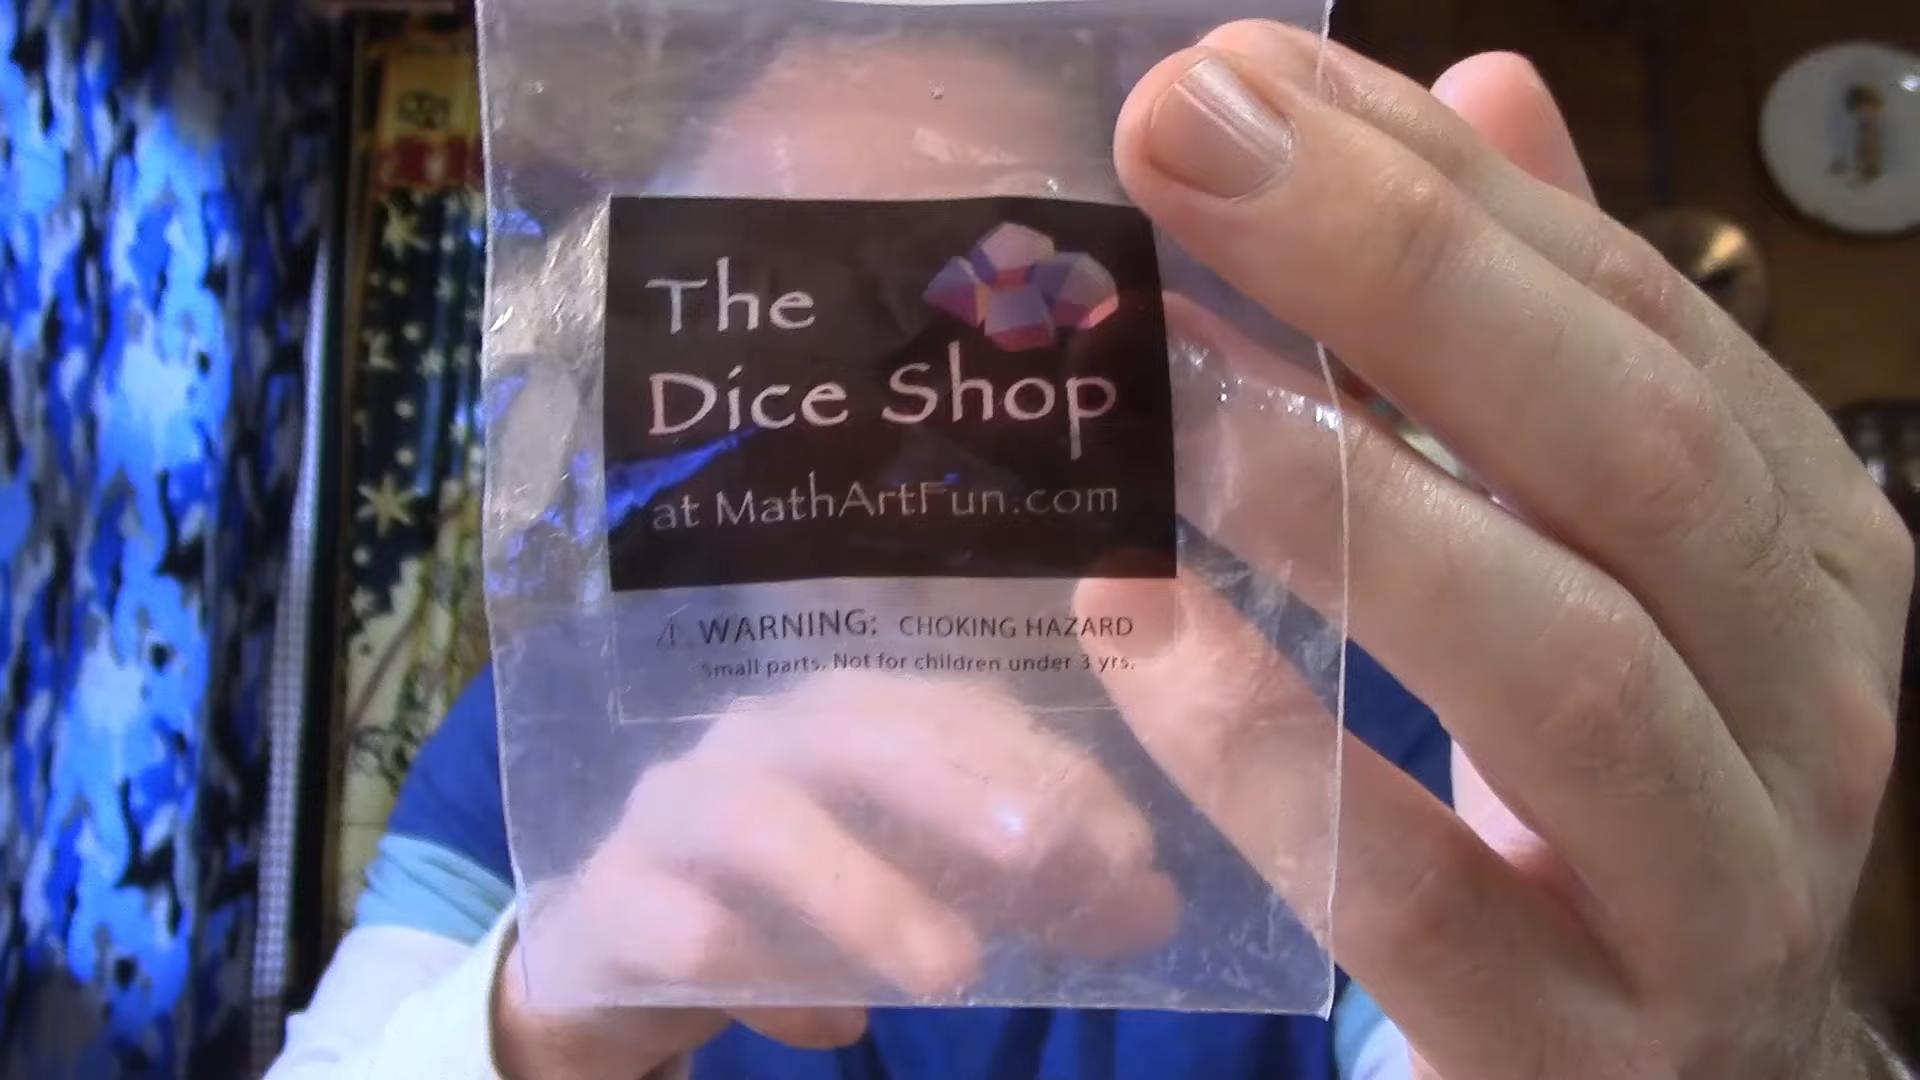 The
Dice Shop
at MathArtFun.com
⚠ WARNING: CHOKING HAZARD
Small parts. Not for children under 3 yrs.